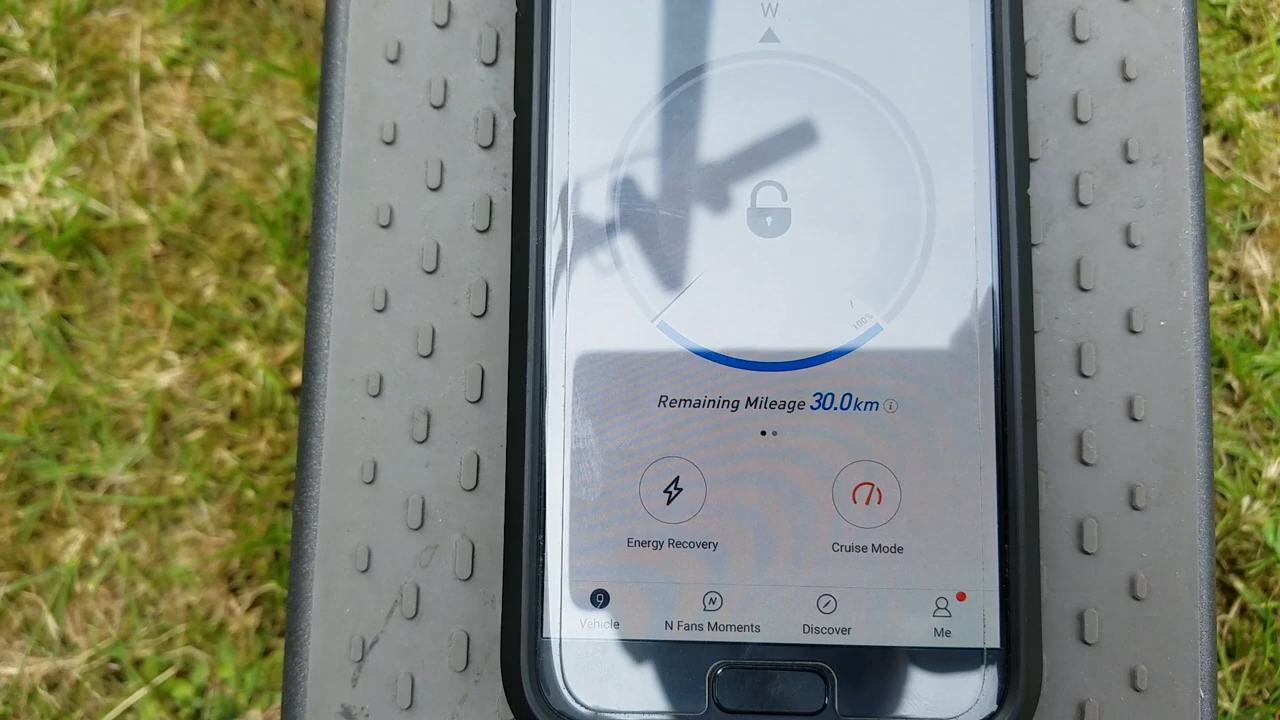 W
100%
Remaining Mileage 30.0km
Energy Recovery
Cruise Mode
Vehicle
N Fans Moments
Discover
Me